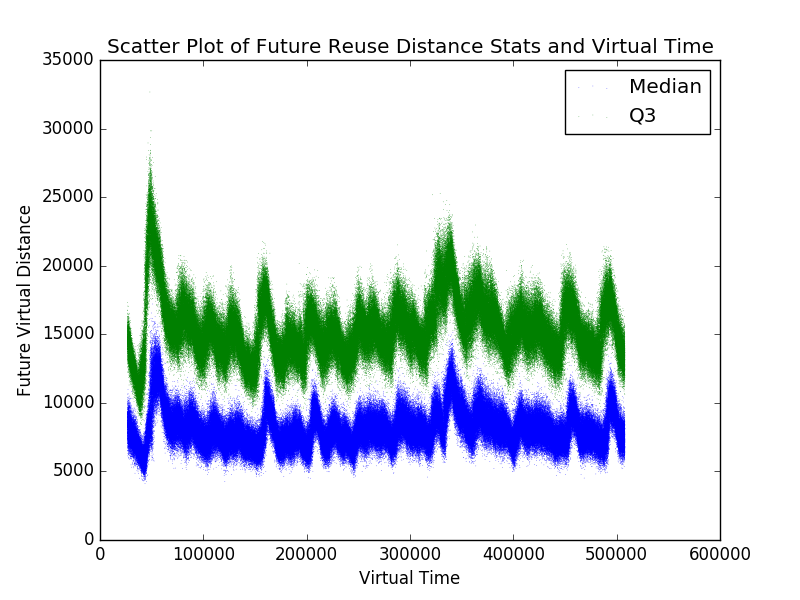 Scatter Plot of Future Reuse Distance Stats and Virtual Time
35000
30000
25000
20000
15000
10000
5000
0
Future Virtual Distance
Median
Q3
0 100000 200000 300000 400000 500000 600000
Virtual Time